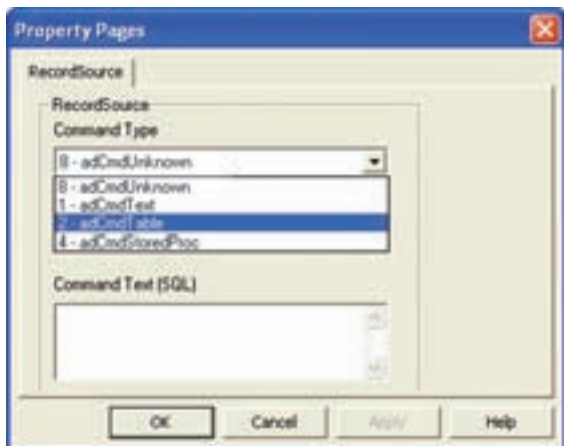 Property Pages
RecordSource
RecordSource
Command Type
8 - adCmdUnknown
8 - adCmdUnknown
1 - adCmdText
2 - adCmdTable
4 - adCmdStoredProc
Command Text (SQL)
OK
Cancel
Apply
Help